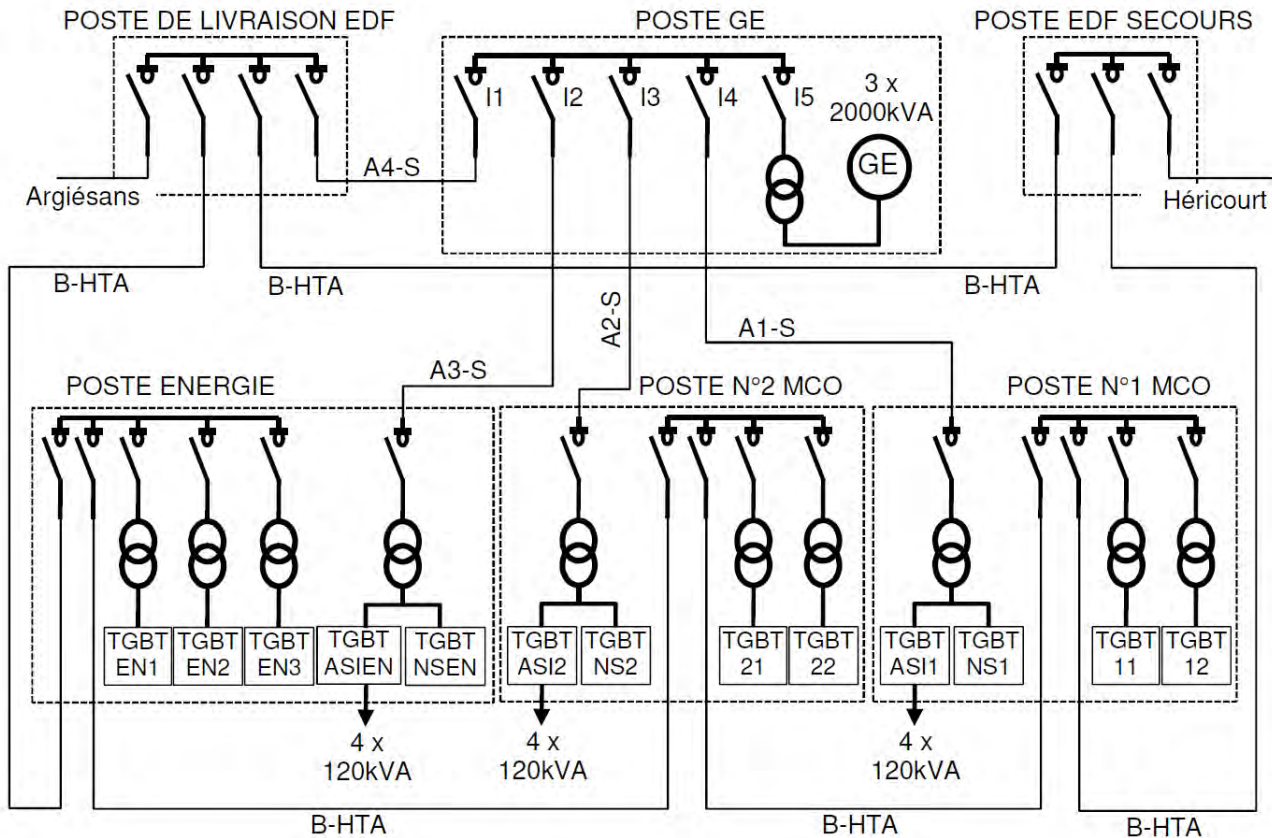 POSTE DE LIVRAISON EDF
POSTE GE
POSTE EDF SECOURS
I1
I2
I3
I4
I5
3 x
2000kVA
GE
A4-S
Argiésans
Héricourt
B-HTA
B-HTA
B-HTA
A2-S
A1-S
A3-S
POSTE ENERGIE
POSTE N°2 MCO
POSTE N°1 MCO
TGBT
EN1
TGBT
EN2
TGBT
EN3
TGBT
ASIEN
TGBT
NSEN
TGBT
ASI2
TGBT
NS2
TGBT
21
TGBT
22
TGBT
ASI1
TGBT
NS1
TGBT
11
TGBT
12
4 x
120kVA
4 x
120kVA
4 x
120kVA
B-HTA
B-HTA
B-HTA